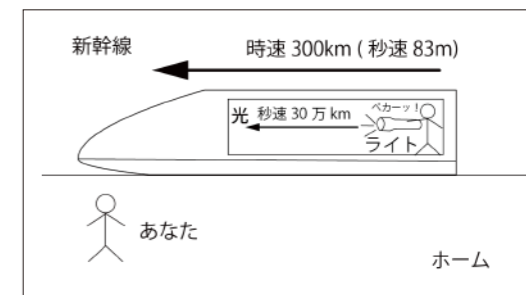 新幹線
時速 300km ( 秒速 83m)
光 秒速 30 万 km
ペカーッ !
ライト
あなた
ホーム